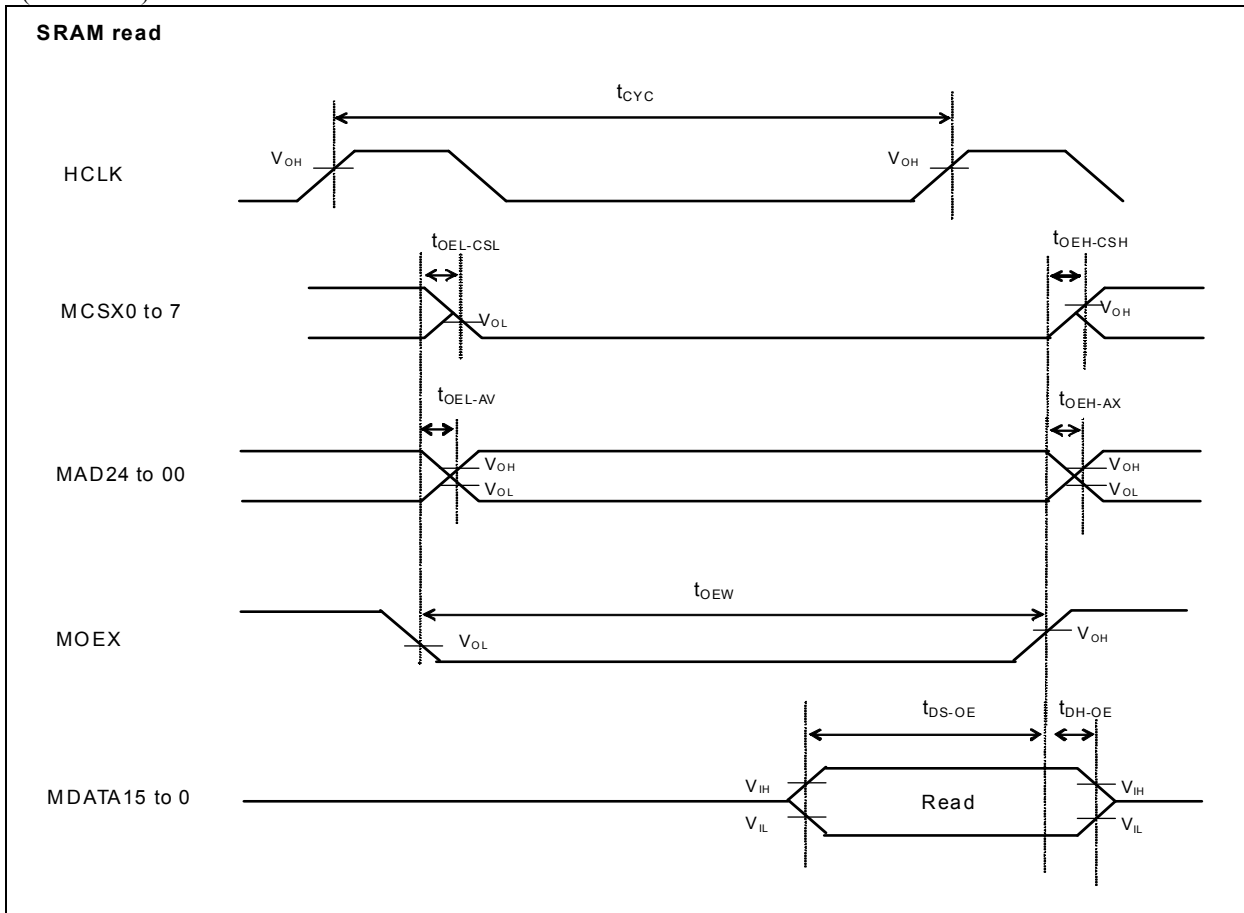 SRAM read
tCYC
VOH
VOH
HCLK
tOEL-CSL
tOEH-CSH
MCSX0 to 7
VOL
VOH
tOEL-AV
tOEH-AX
MAD24 to 00
VOH
VOL
VOH
VOL
tOEW
MOEX
VOL
VOH
tDS-OE
tDH-OE
MDATA15 to 0
VIH
VIL
Read
VIH
VIL